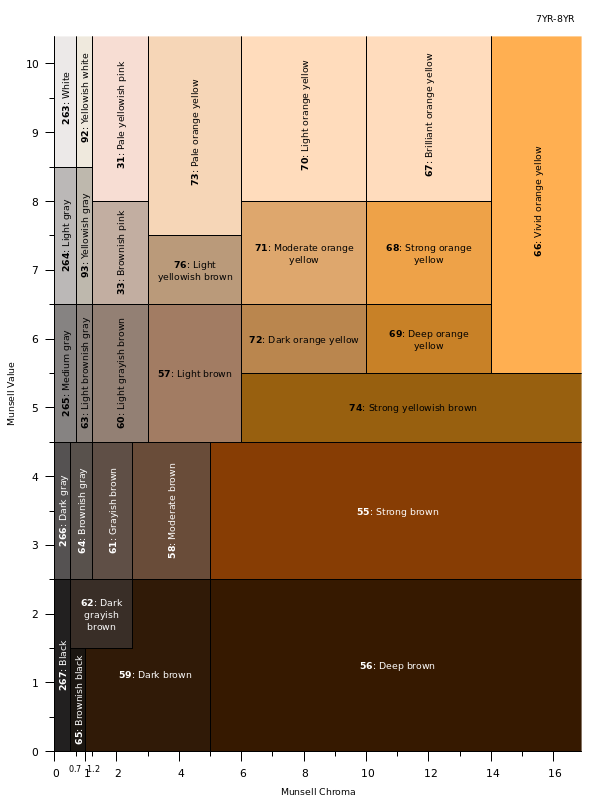 7YR-8YR
10
9
8
7
6
5
4
3
2
1
0
Munsell Value
263: White
92: Yellowish white
31: Pale yellowish pink
73: Pale orange yellow
70: Light orange yellow
67: Brilliant orange yellow
66: Vivid orange yellow
264: Light gray
93: Yellowish gray
33: Brownish pink
76: Light
yellowish brown
71: Moderate orange
yellow
68: Strong orange
yellow
265: Medium gray
63: Light brownish gray
60: Light grayish brown
57: Light brown
72: Dark orange yellow
69: Deep orange
yellow
74: Strong yellowish brown
266: Dark gray
64: Brownish gray
61: Grayish brown
58: Moderate brown
55: Strong brown
267: Black
62: Dark
grayish
brown
65: Brownish black
59: Dark brown
56: Deep brown
0 0.7 1 1.2 2 4 6 8 10 12 14 16
Munsell Chroma